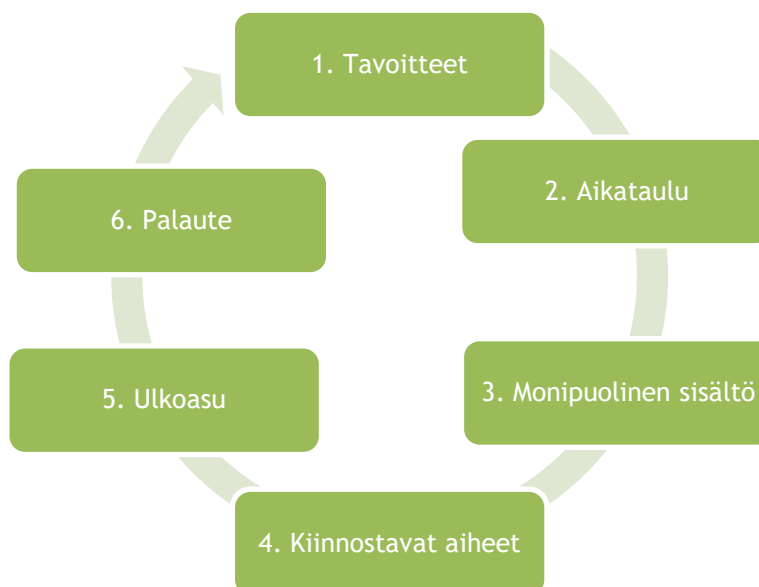 1. Tavoitteet
2. Aikataulu
3. Monipuolinen sisältö
4. Kiinnostavat aiheet
5. Ulkoasu
6. Palaute